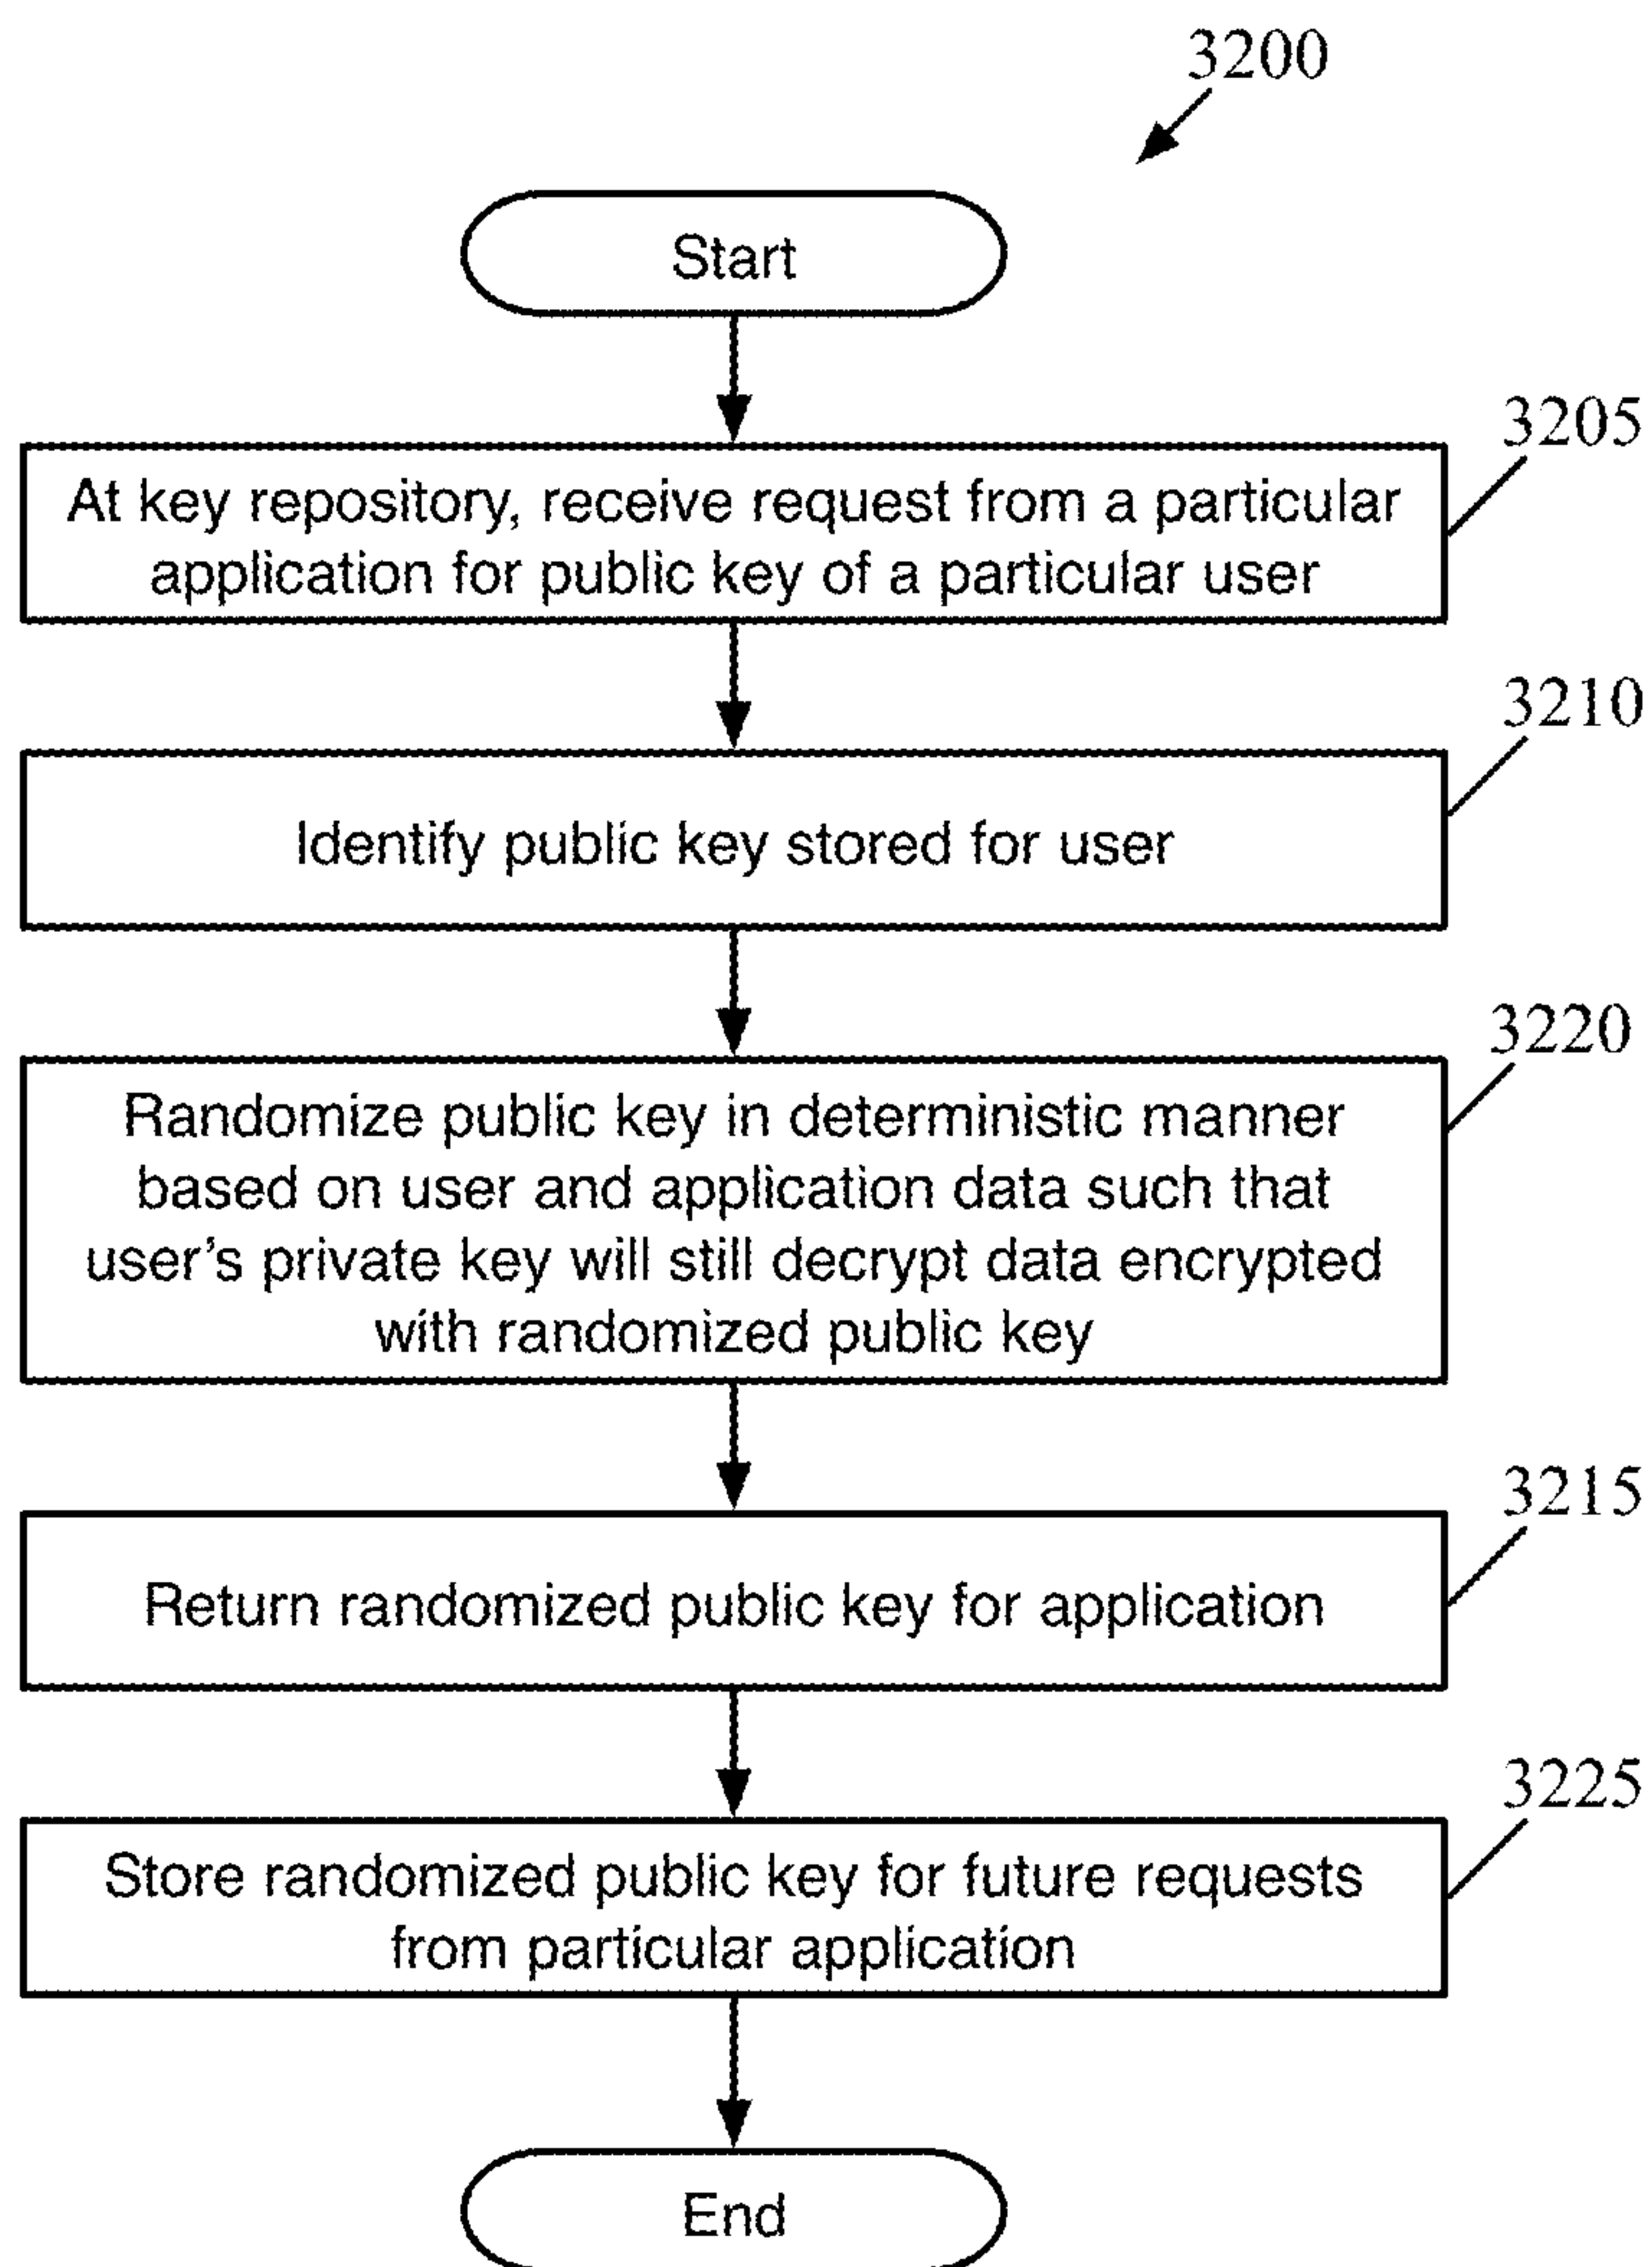 3200
Start
3205
At key repository, receive request from a particular
application for public key of a particular user
3210
Identify public key stored for user
3220
Randomize public key in deterministic manner
based on user and application data such that
user's private key will still decrypt data encrypted
with randomized public key
3215
Return randomized public key for application
3225
Store randomized public key for future requests
from particular application
End